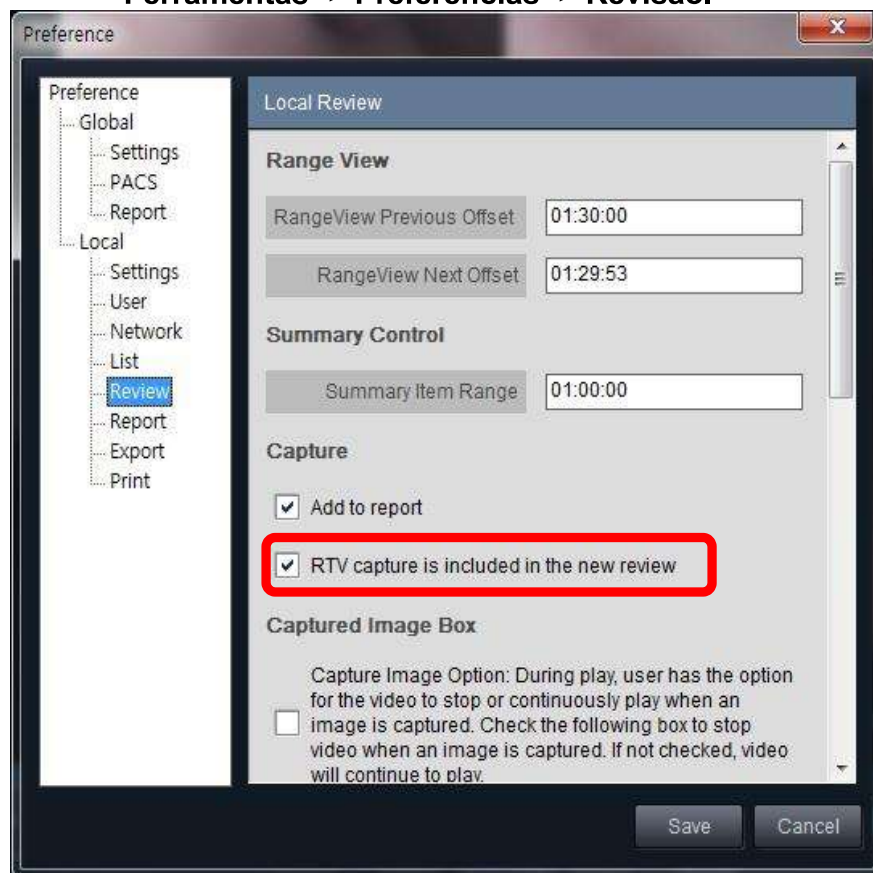 Ferramentas -> Preferências -> Revisão.
Preference
Preference
Global
Settings
PACS
Report
Local
Settings
User
Network
List
Review
Report
Export
Print
Local Review
Range View
RangeView Previous Offset 01:30:00
RangeView Next Offset 01:29:53
Summary Control
Summary Item Range 01:00:00
Capture
Add to report
RTV capture is included in the new review
Captured Image Box
Capture Image Option: During play, user has the option
for the video to stop or continuously play when an
image is captured. Check the following box to stop
video when an image is captured. If not checked, video
will continue to play.
Save Cancel